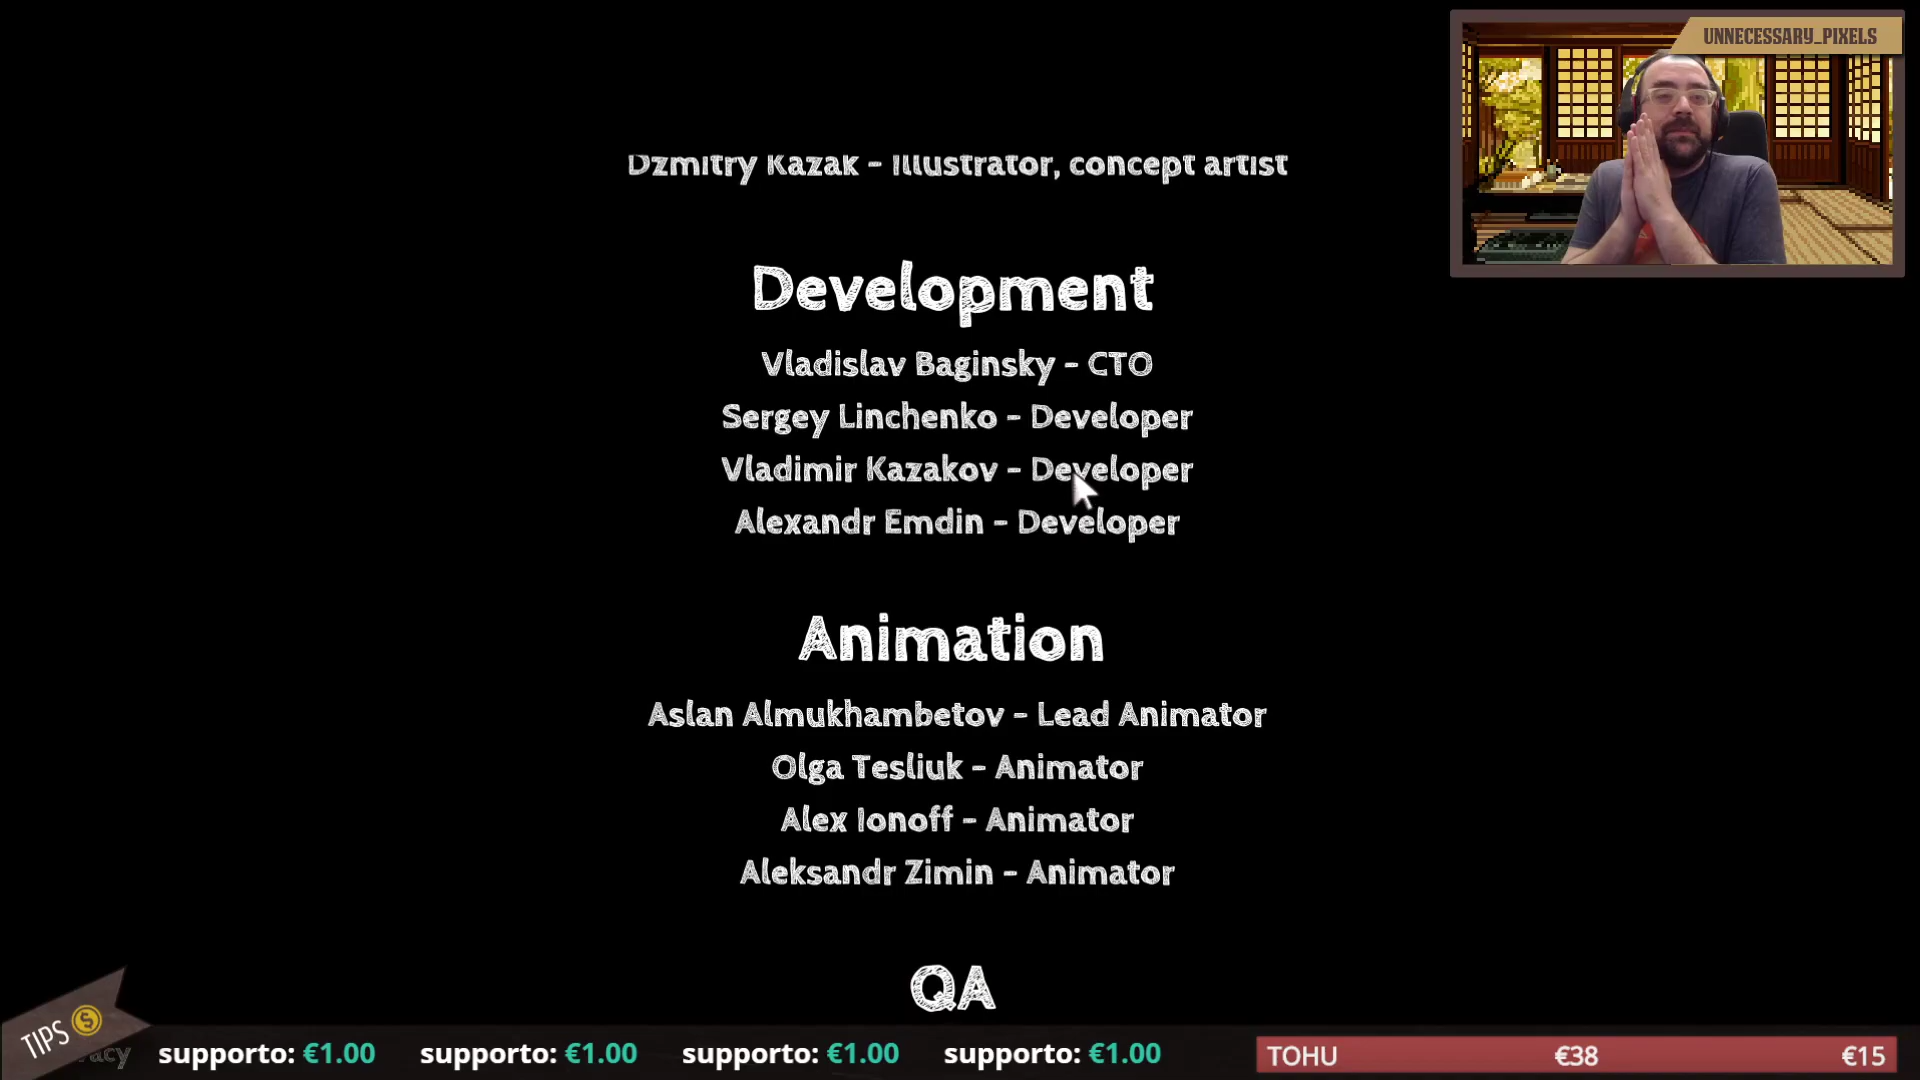 UNNECESSARY_PIXELS
Dzmitry Kazak - Illustrator, concept artist
Development
Vladislav Baginsky - CTO
Sergey Linchenko - Developer
Vladimir Kazakov - Developer
Alexandr Emdin - Developer
Animation
Aslan Almukhambetov - Lead Animator
Olga Tesliuk - Animator
Alex Ionoff - Animator
Aleksandr Zimin - Animator
QA
TIPS
supporto: €1.00 supporto: €1.00 supporto: €1.00 supporto: €1.00
TOHU €38 €15